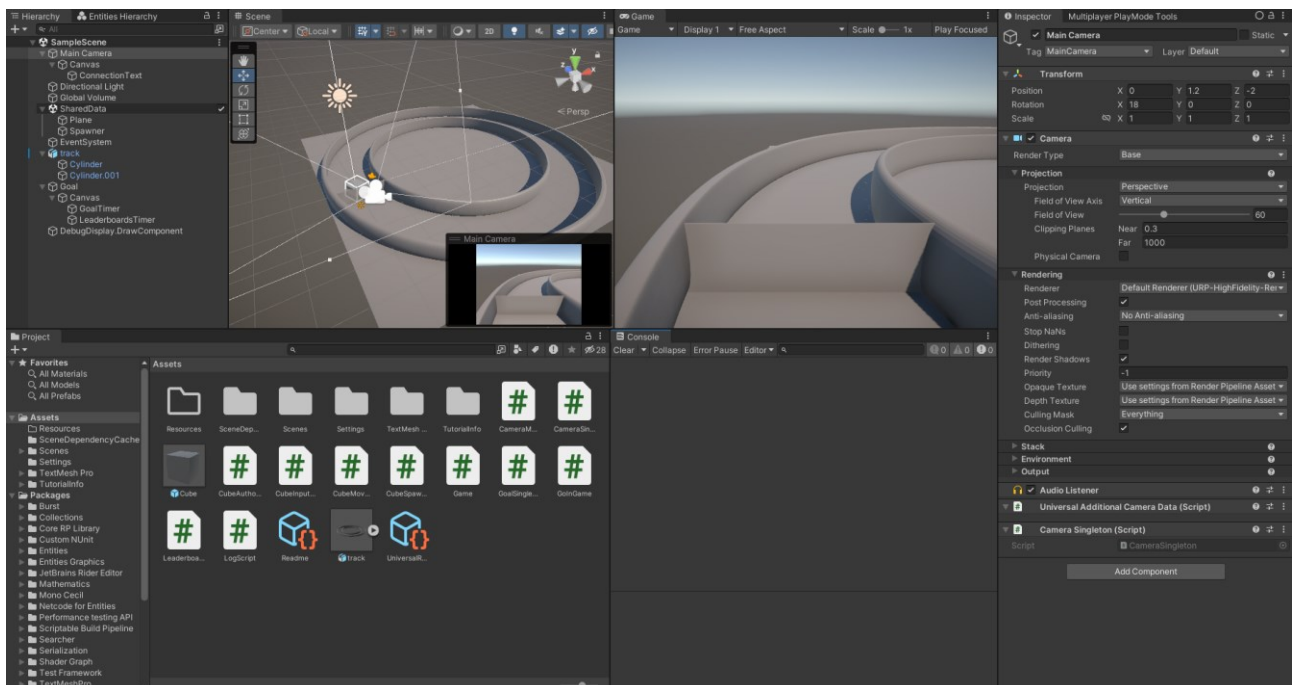 Hierarchy
Entities Hierarchy
All
SampleScene
Main Camera
Canvas
ConnectionText
Directional Light
Global Volume
SharedData
Plane
Spawner
EventSystem
track
Cylinder
Cylinder.001
Goal
Canvas
GoalTimer
LeaderboardsTimer
DebugDisplay.DrawComponent
Scene
Center
Local
2D
y
x
z
Persp
Main Camera
Game
Game
Display 1
Free Aspect
Scale
1x
Play Focused
Project
28
Favorites
All Materials
All Models
All Prefabs
Assets
Resources
SceneDependencyCache
Scenes
Settings
TextMesh Pro
TutorialInfo
Packages
Burst
Collections
Core RP Library
Custom NUnit
Entities
Entities Graphics
JetBrains Rider Editor
Mathematics
Mono Cecil
Netcode for Entities
Performance testing API
Scriptable Build Pipeline
Searcher
Serialization
Shader Graph
Test Framework
TextMeshPro
Assets
Resources
SceneDep...
Scenes
Settings
TextMesh ...
TutorialInfo
CameraM...
CameraSin...
Cube
CubeAutho...
CubeInput...
CubeMov...
CubeSpaw...
Game
GoalSingle...
GoInGame
Leaderboa...
LogScript
Readme
track
UniversalR...
Console
Clear
Collapse
Error Pause
Editor
0
0
0
Inspector
Multiplayer PlayMode Tools
Main Camera
Static
Tag MainCamera
Layer Default
Transform
Position X 0 Y 1.2 Z -2
Rotation X 18 Y 0 Z 0
Scale X 1 Y 1 Z 1
Camera
Render Type Base
Projection
Projection Perspective
Field of View Axis Vertical
Field of View 60
Clipping Planes Near 0.3
Far 1000
Physical Camera
Rendering
Renderer Default Renderer (URP-HighFidelity-Rer
Post Processing
Anti-aliasing No Anti-aliasing
Stop NaNs
Dithering
Render Shadows
Priority -1
Opaque Texture Use settings from Render Pipeline Asset
Depth Texture Use settings from Render Pipeline Asset
Culling Mask Everything
Occlusion Culling
Stack
Environment
Output
Audio Listener
Universal Additional Camera Data (Script)
Camera Singleton (Script)
Script CameraSingleton
Add Component